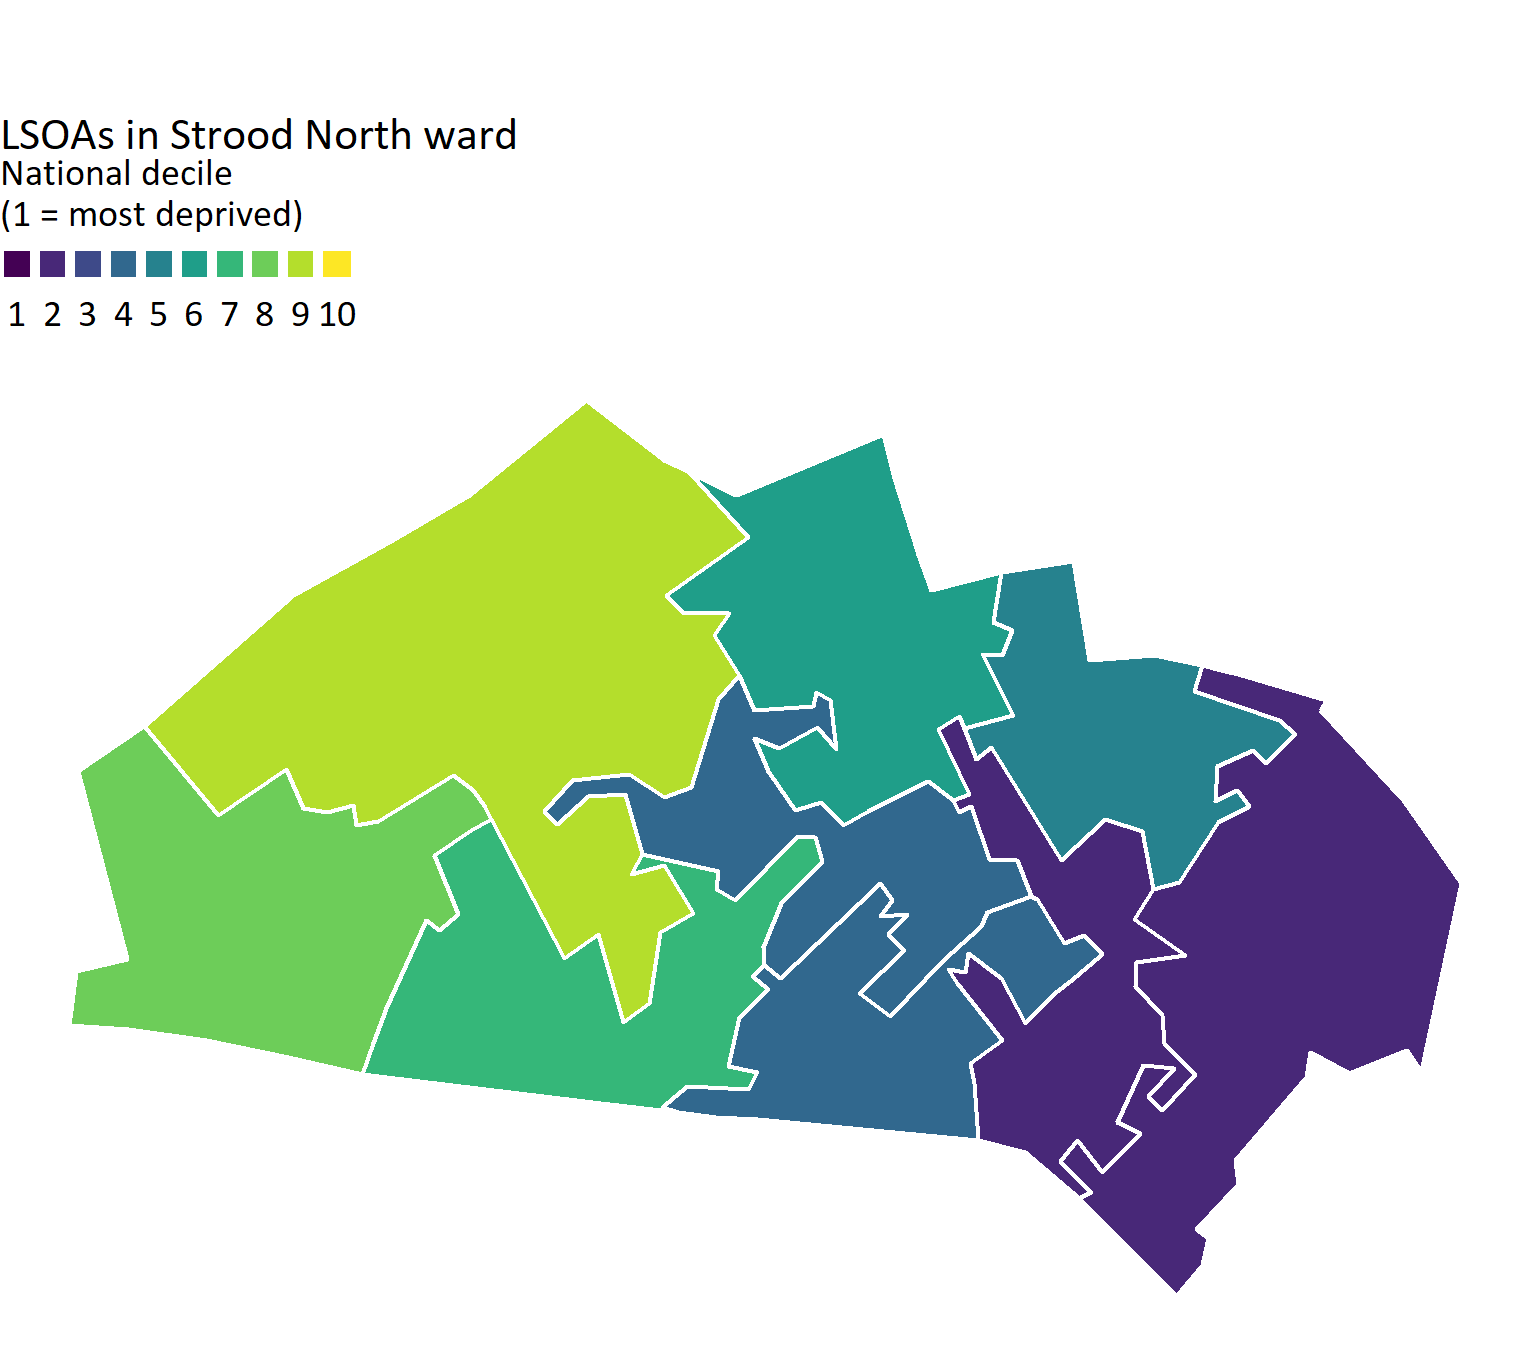 LSOAs in Strood North ward
National decile
(1 = most deprived)
1 2 3 4 5 6 7 8 9 10